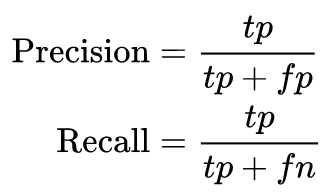 Precision = tp / (tp + fp)
Recall = tp / (tp + fn)